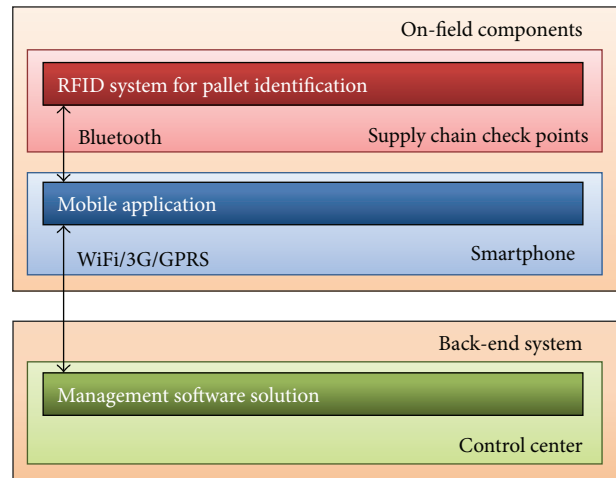 On-field components
RFID system for pallet identification
Bluetooth
Supply chain check points
Mobile application
WiFi/3G/GPRS
Smartphone
Back-end system
Management software solution
Control center